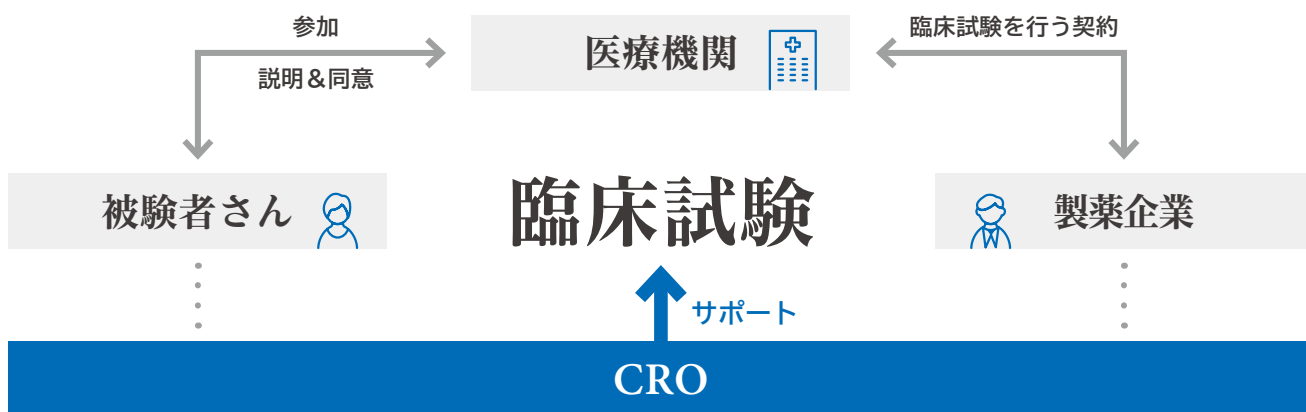 参加
説明＆同意
医療機関
臨床試験を行う契約
被験者さん
臨床試験
製薬企業
サポート
CRO